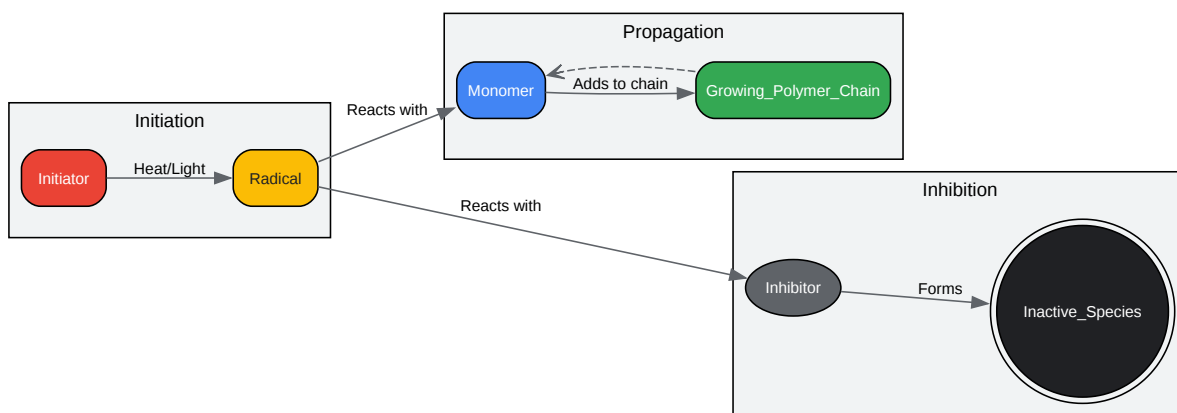 Propagation
Monomer
Adds to chain
Growing_Polymer_Chain
Initiation
Reacts with
Initiator
Heat/Light
Radical
Reacts with
Inhibition
Inhibitor
Forms
Inactive_Species